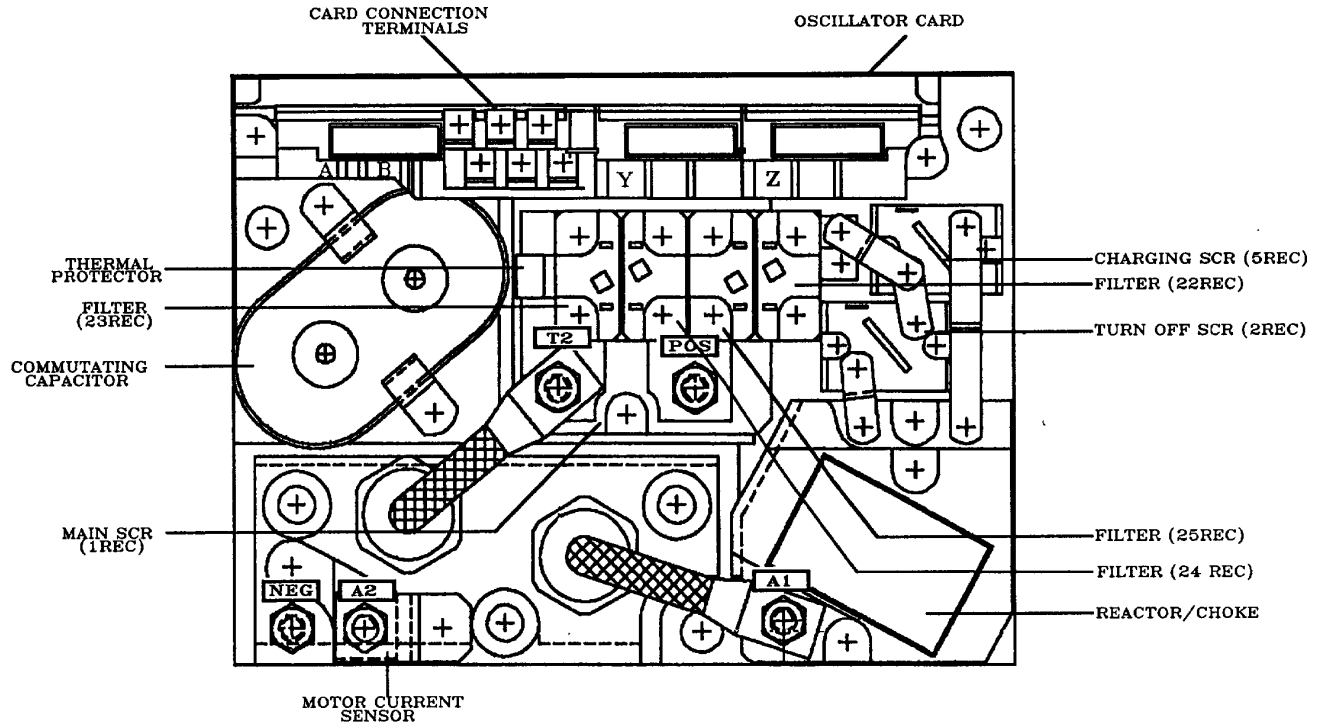 CARD CONNECTION
TERMINALS
OSCILLATOR CARD
A B
Y
Z
THERMAL
PROTECTOR
CHARGING SCR (5REC)
FILTER (22REC)
FILTER
(23REC)
TURN OFF SCR (2REC)
T2
POS
COMMUTATING
CAPACITOR
MAIN SCR
(1REC)
FILTER (25REC)
FILTER (24 REC)
NEG
A2
A1
REACTOR/CHOKE
MOTOR CURRENT
SENSOR